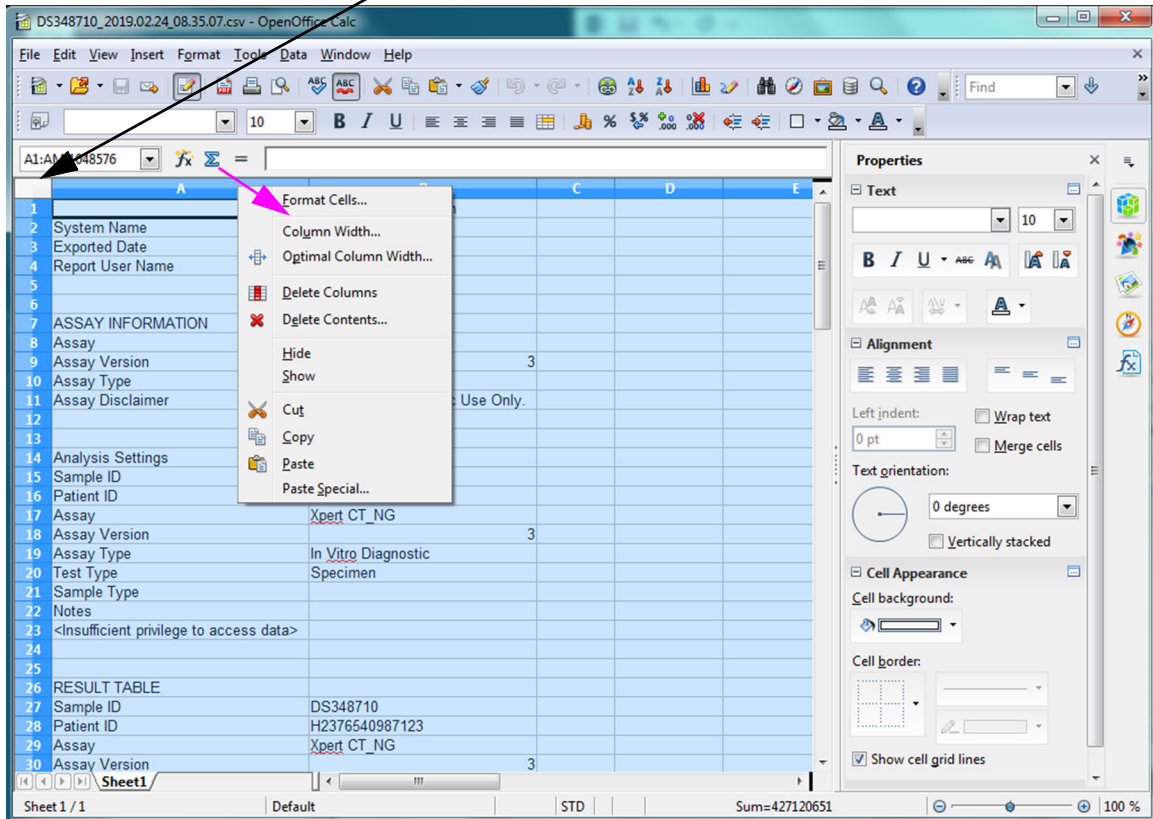 DS348710_2019.02.24_08.35.07.csv - OpenOffice Calc
File Edit View Insert Format Tools Data Window Help
Find
10
A1:AM1048576
A C D E
Properties
Text
10
1
2 System Name
3 Exported Date
4 Report User Name
5
6
7 ASSAY INFORMATION
8 Assay
9 Assay Version 3
10 Assay Type
11 Assay Disclaimer Use Only.
12
13
14 Analysis Settings
15 Sample ID
16 Patient ID
17 Assay Xpert CT_NG
18 Assay Version 3
19 Assay Type In Vitro Diagnostic
20 Test Type Specimen
21 Sample Type
22 Notes
23 <Insufficient privilege to access data>
24
25
26 RESULT TABLE
27 Sample ID DS348710
28 Patient ID H2376540987123
29 Assay Xpert CT_NG
30 Assay Version 3
Format Cells...
Column Width...
Optimal Column Width...
Delete Columns
Delete Contents...
Hide
Show
Cut
Copy
Paste
Paste Special...
Alignment
Left indent:
0 pt
Wrap text
Merge cells
Text orientation:
0 degrees
Vertically stacked
Cell Appearance
Cell background:
Cell border:
Show cell grid lines
Sheet1
Sheet 1 / 1 Default STD Sum=427120651 100 %